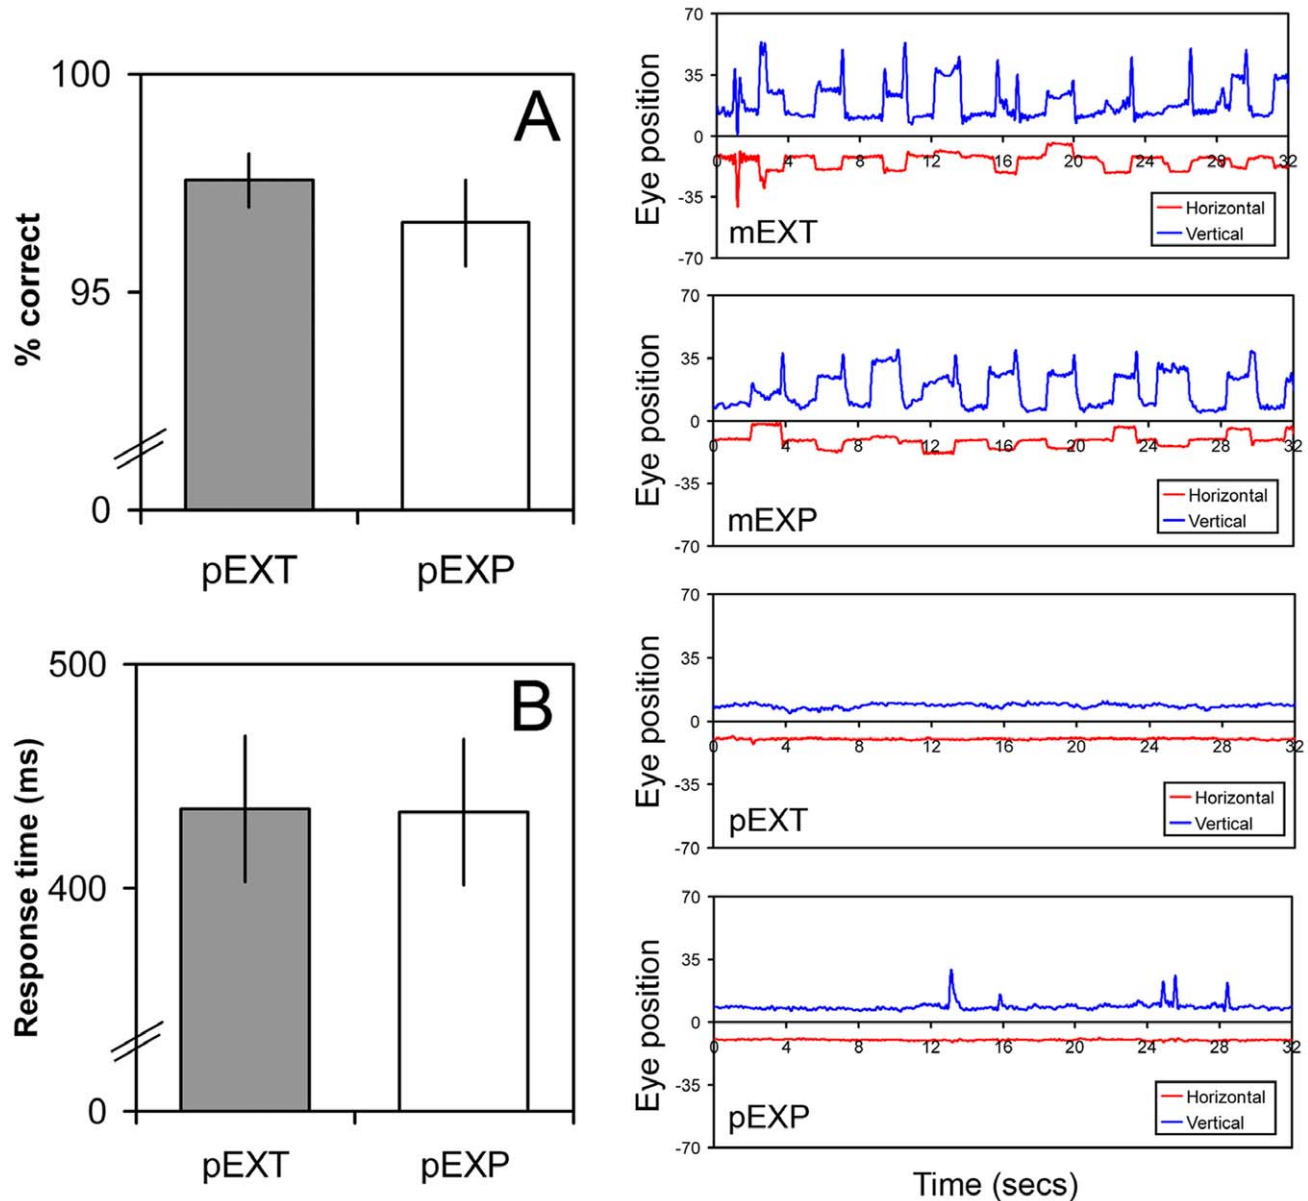 100
A
% correct
95
0
pEXT pEXP
500
B
Response time (ms)
400
0
pEXT pEXP
70
35
Eye position
0
0 4 8 12 16 20 24 28 32
-35
mEXT
Horizontal
Vertical
-70
70
35
Eye position
0
0 4 8 12 16 20 24 28 32
-35
mEXP
Horizontal
Vertical
-70
70
35
Eye position
0
0 4 8 12 16 20 24 28 32
-35
pEXT
Horizontal
Vertical
-70
70
35
Eye position
0
0 4 8 12 16 20 24 28 32
-35
pEXP
Horizontal
Vertical
-70
Time (secs)